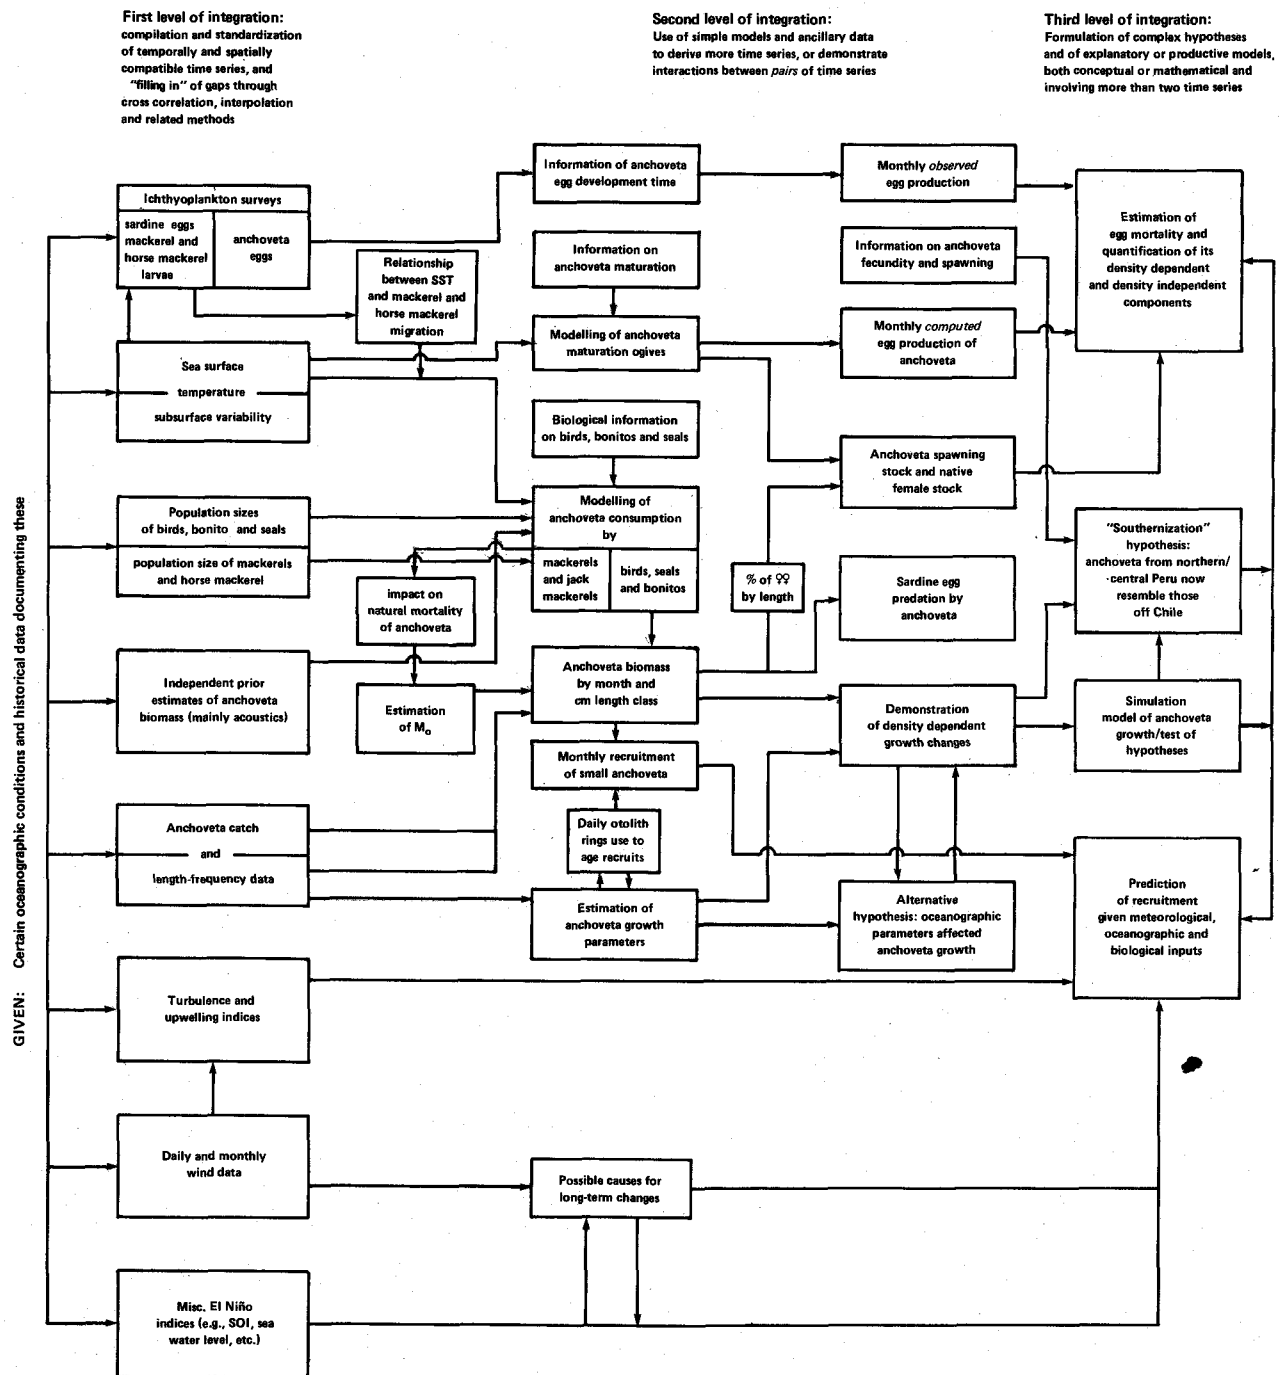 First level of integration:
compilation and standardization
of temporally and spatially
compatible time series, and
"filling in" of gaps through
cross correlation, interpolation
and related methods
Second level of integration:
Use of simple models and ancillary data
to derive more time series, or demonstrate
interactions between pairs of time series
Third level of integration:
Formulation of complex hypotheses
and of explanatory or productive models,
both conceptual or mathematical and
involving more than two time series
GIVEN: Certain oceanographic conditions and historical data documenting these
Ichthyoplankton surveys
sardine eggs
mackerel and
horse mackerel
larvae
anchoveta
eggs
Relationship
between SST
and mackerel and
horse mackerel
migration
Sea surface
temperature
subsurface variability
Population sizes
of birds, bonito and seals
population size of mackerels
and horse mackerel
impact on
natural mortality
of anchoveta
Independent prior
estimates of anchoveta
biomass (mainly acoustics)
Estimation
of Mo
Anchoveta catch
and
length-frequency data
Turbulence and
upwelling indices
Daily and monthly
wind data
Misc. El Niño
indices (e.g., SOI, sea
water level, etc.)
Information of anchoveta
egg development time
Information on
anchoveta maturation
Modelling of anchoveta
maturation ogives
Biological information
on birds, bonitos and seals
Modelling of
anchoveta consumption
by
mackerels
and jack
mackerels
birds, seals
and bonitos
Anchoveta biomass
by month and
cm length class
Monthly recruitment
of small anchoveta
Daily otolith
rings use to
age recruits
Estimation of
anchoveta growth
parameters
Possible causes for
long-term changes
% of ♀♀
by length
Monthly observed
egg production
Information on anchoveta
fecundity and spawning
Monthly computed
egg production of
anchoveta
Anchoveta spawning
stock and native
female stock
Sardine egg
predation by
anchoveta
Demonstration
of density dependent
growth changes
Alternative
hypothesis: oceanographic
parameters affected
anchoveta growth
Estimation of
egg mortality and
quantification of its
density dependent
and density independent
components
"Southernization"
hypothesis:
anchoveta from northern/
central Peru now
resemble those
off Chile
Simulation
model of anchoveta
growth/test of
hypotheses
Prediction
of recruitment
given meteorological,
oceanographic and
biological inputs